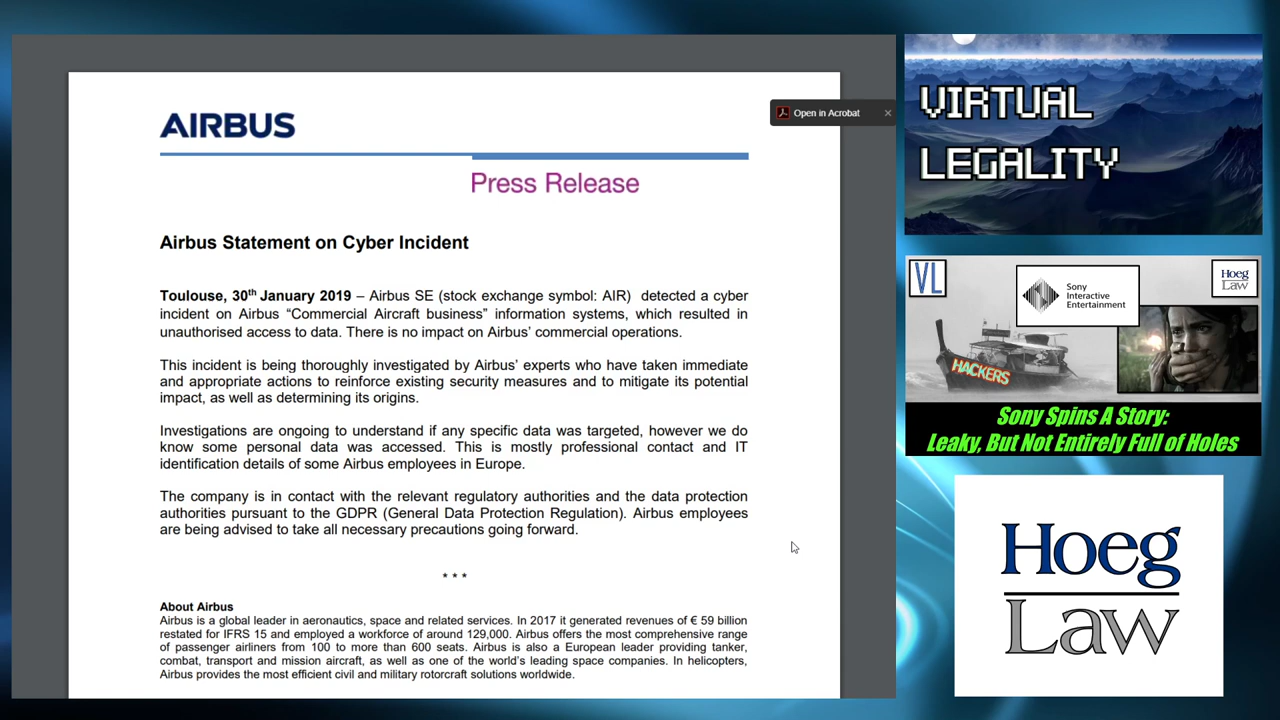 AIRBUS
Open in Acrobat
Press Release
Airbus Statement on Cyber Incident
Toulouse, 30th January 2019 – Airbus SE (stock exchange symbol: AIR) detected a cyber
incident on Airbus “Commercial Aircraft business” information systems, which resulted in
unauthorised access to data. There is no impact on Airbus’ commercial operations.
This incident is being thoroughly investigated by Airbus’ experts who have taken immediate
and appropriate actions to reinforce existing security measures and to mitigate its potential
impact, as well as determining its origins.
Investigations are ongoing to understand if any specific data was targeted, however we do
know some personal data was accessed. This is mostly professional contact and IT
identification details of some Airbus employees in Europe.
The company is in contact with the relevant regulatory authorities and the data protection
authorities pursuant to the GDPR (General Data Protection Regulation). Airbus employees
are being advised to take all necessary precautions going forward.
* * *
About Airbus
Airbus is a global leader in aeronautics, space and related services. In 2017 it generated revenues of € 59 billion
restated for IFRS 15 and employed a workforce of around 129,000. Airbus offers the most comprehensive range
of passenger airliners from 100 to more than 600 seats. Airbus is also a European leader providing tanker,
combat, transport and mission aircraft, as well as one of the world’s leading space companies. In helicopters,
Airbus provides the most efficient civil and military rotorcraft solutions worldwide.
VIRTUAL
LEGALITY
VL
Sony
Interactive
Entertainment
Hoeg
Law
HACKERS
Sony Spins A Story:
Leaky, But Not Entirely Full of Holes
Hoeg
Law